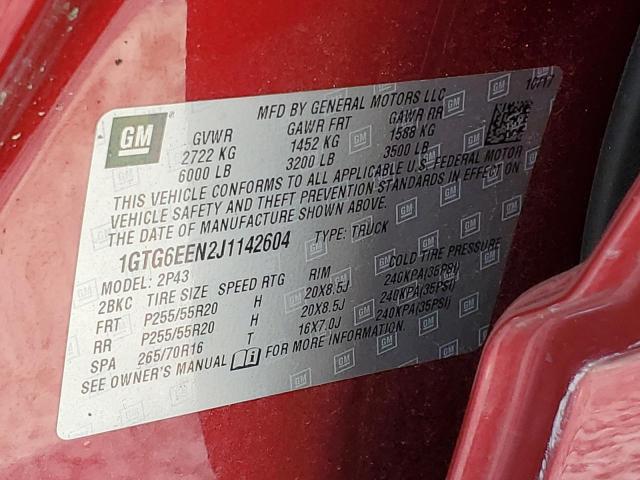 MFD BY GENERAL MOTORS LLC 10/17
GM
GVWR GAWR FRT GAWR RR
2722 KG 1452 KG 1588 KG
6000 LB 3200 LB 3500 LB
THIS VEHICLE CONFORMS TO ALL APPLICABLE U.S. FEDERAL MOTOR
VEHICLE SAFETY AND THEFT PREVENTION STANDARDS IN EFFECT ON
THE DATE OF MANUFACTURE SHOWN ABOVE.
1GTG6EEN2J1142604 TYPE: TRUCK
MODEL: 2P43
2BKC TIRE SIZE SPEED RTG RIM COLD TIRE PRESSURE
FRT P255/55R20 H 20X8.5J 240KPA(35PSI)
RR P255/55R20 H 20X8.5J 240KPA(35PSI)
SPA 265/70R16 T 16X7.0J 240KPA(35PSI)
SEE OWNER'S MANUAL FOR MORE INFORMATION.